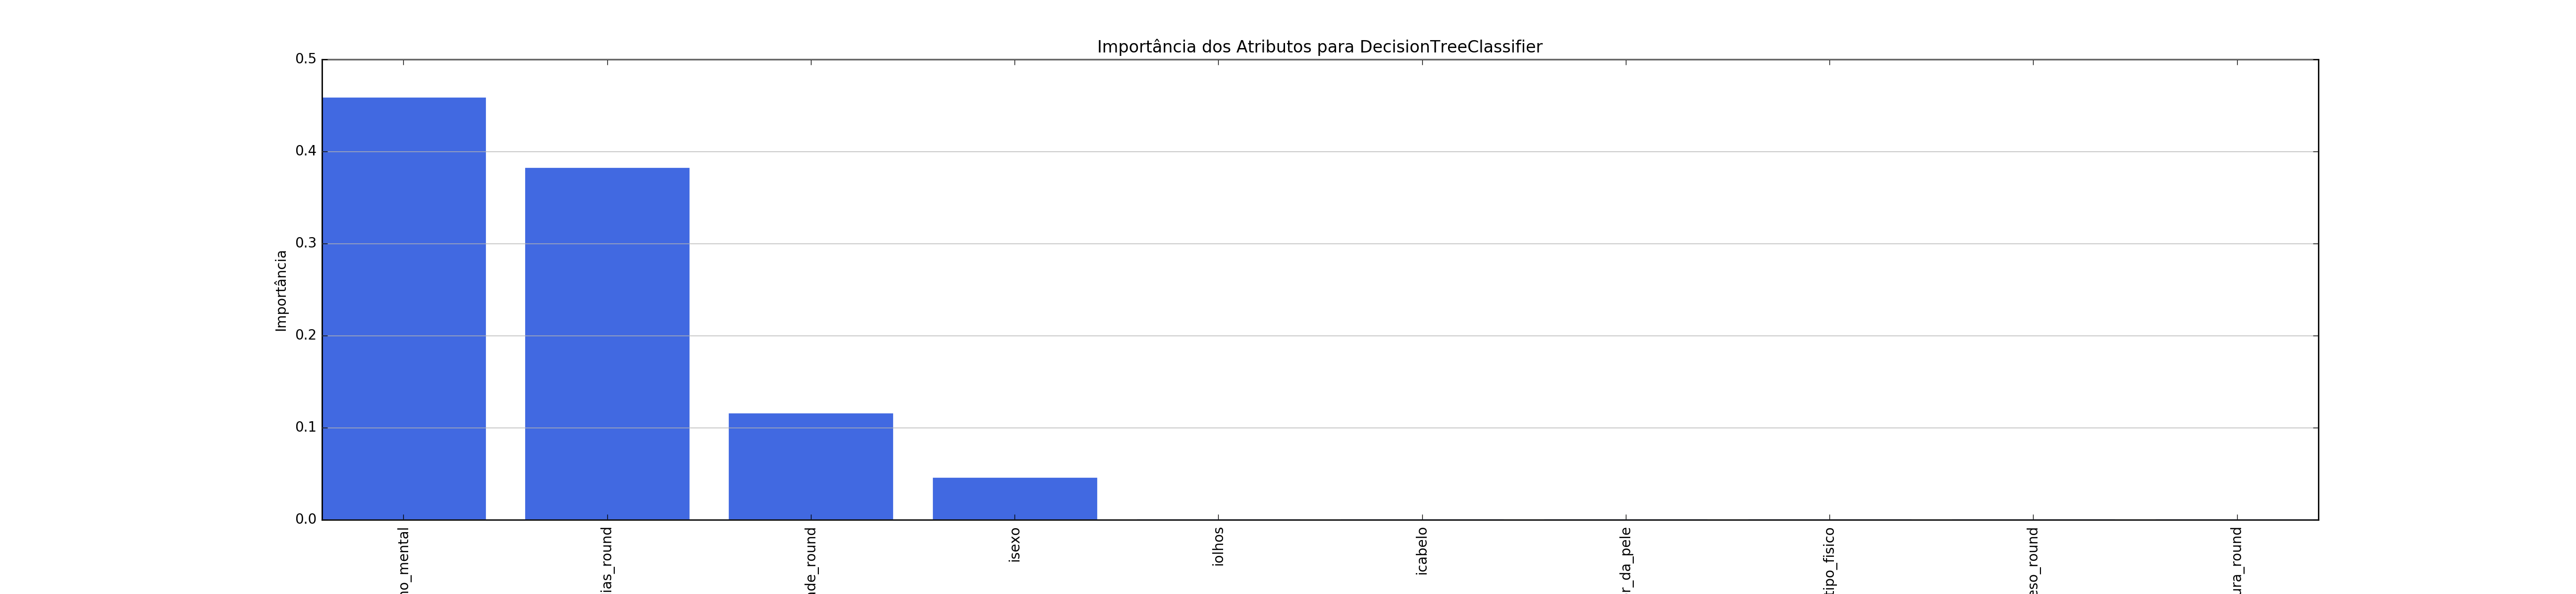 Importância dos Atributos para DecisionTreeClassifier
Importância
0.5
0.4
0.3
0.2
0.1
0.0
no_mental
ias_round
ade_round
isexo
iolhos
icabelo
r_da_pele
tipo_fisico
eso_round
ura_round